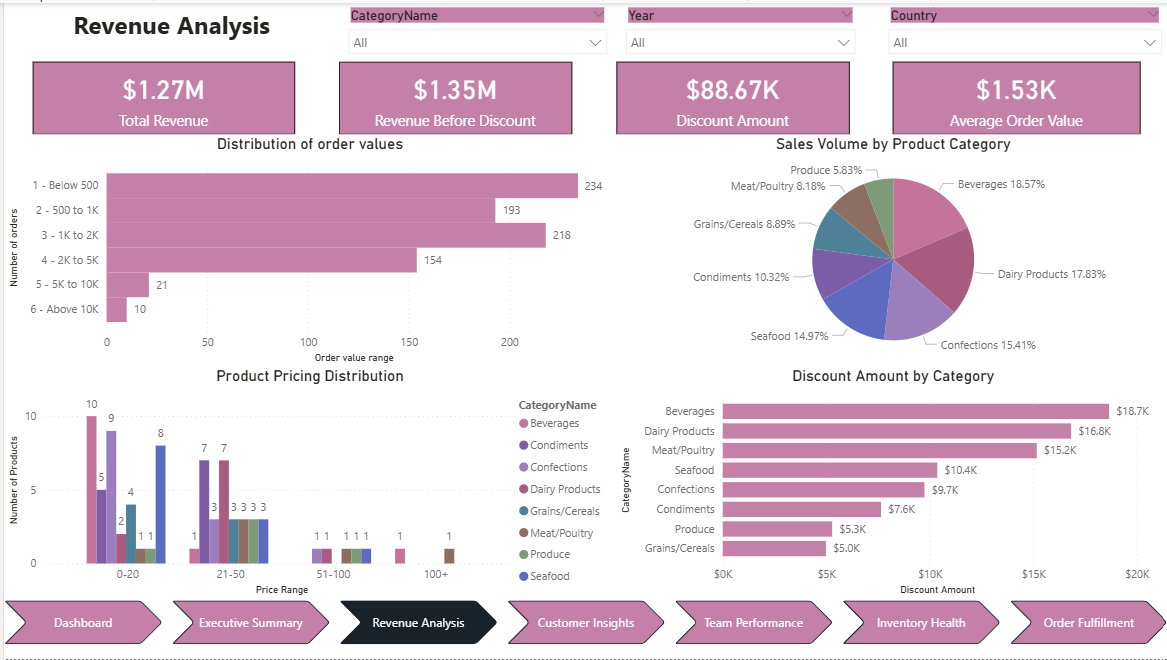 Revenue Analysis
CategoryName
All
Year
All
Country
All
$1.27M
Total Revenue
$1.35M
Revenue Before Discount
$88.67K
Discount Amount
$1.53K
Average Order Value
Distribution of order values
Number of orders
1 - Below 500
234
2 - 500 to 1K
193
3 - 1K to 2K
218
4 - 2K to 5K
154
5 - 5K to 10K
21
6 - Above 10K
10
0 50 100 150 200
Order value range
Sales Volume by Product Category
Produce 5.83%
Meat/Poultry 8.18%
Grains/Cereals 8.89%
Condiments 10.32%
Seafood 14.97%
Beverages 18.57%
Dairy Products 17.83%
Confections 15.41%
Product Pricing Distribution
Number of Products
10
5
0
10 5 9 2 4 1 1 8
1 7 3 7 3 3 3 3
1 1 1 1 1
1 1
0-20 21-50 51-100 100+
Price Range
CategoryName
Beverages
Condiments
Confections
Dairy Products
Grains/Cereals
Meat/Poultry
Produce
Seafood
Discount Amount by Category
CategoryName
Beverages $18.7K
Dairy Products $16.8K
Meat/Poultry $15.2K
Seafood $10.4K
Confections $9.7K
Condiments $7.6K
Produce $5.3K
Grains/Cereals $5.0K
$0K $5K $10K $15K $20K
Discount Amount
Dashboard
Executive Summary
Revenue Analysis
Customer Insights
Team Performance
Inventory Health
Order Fulfillment